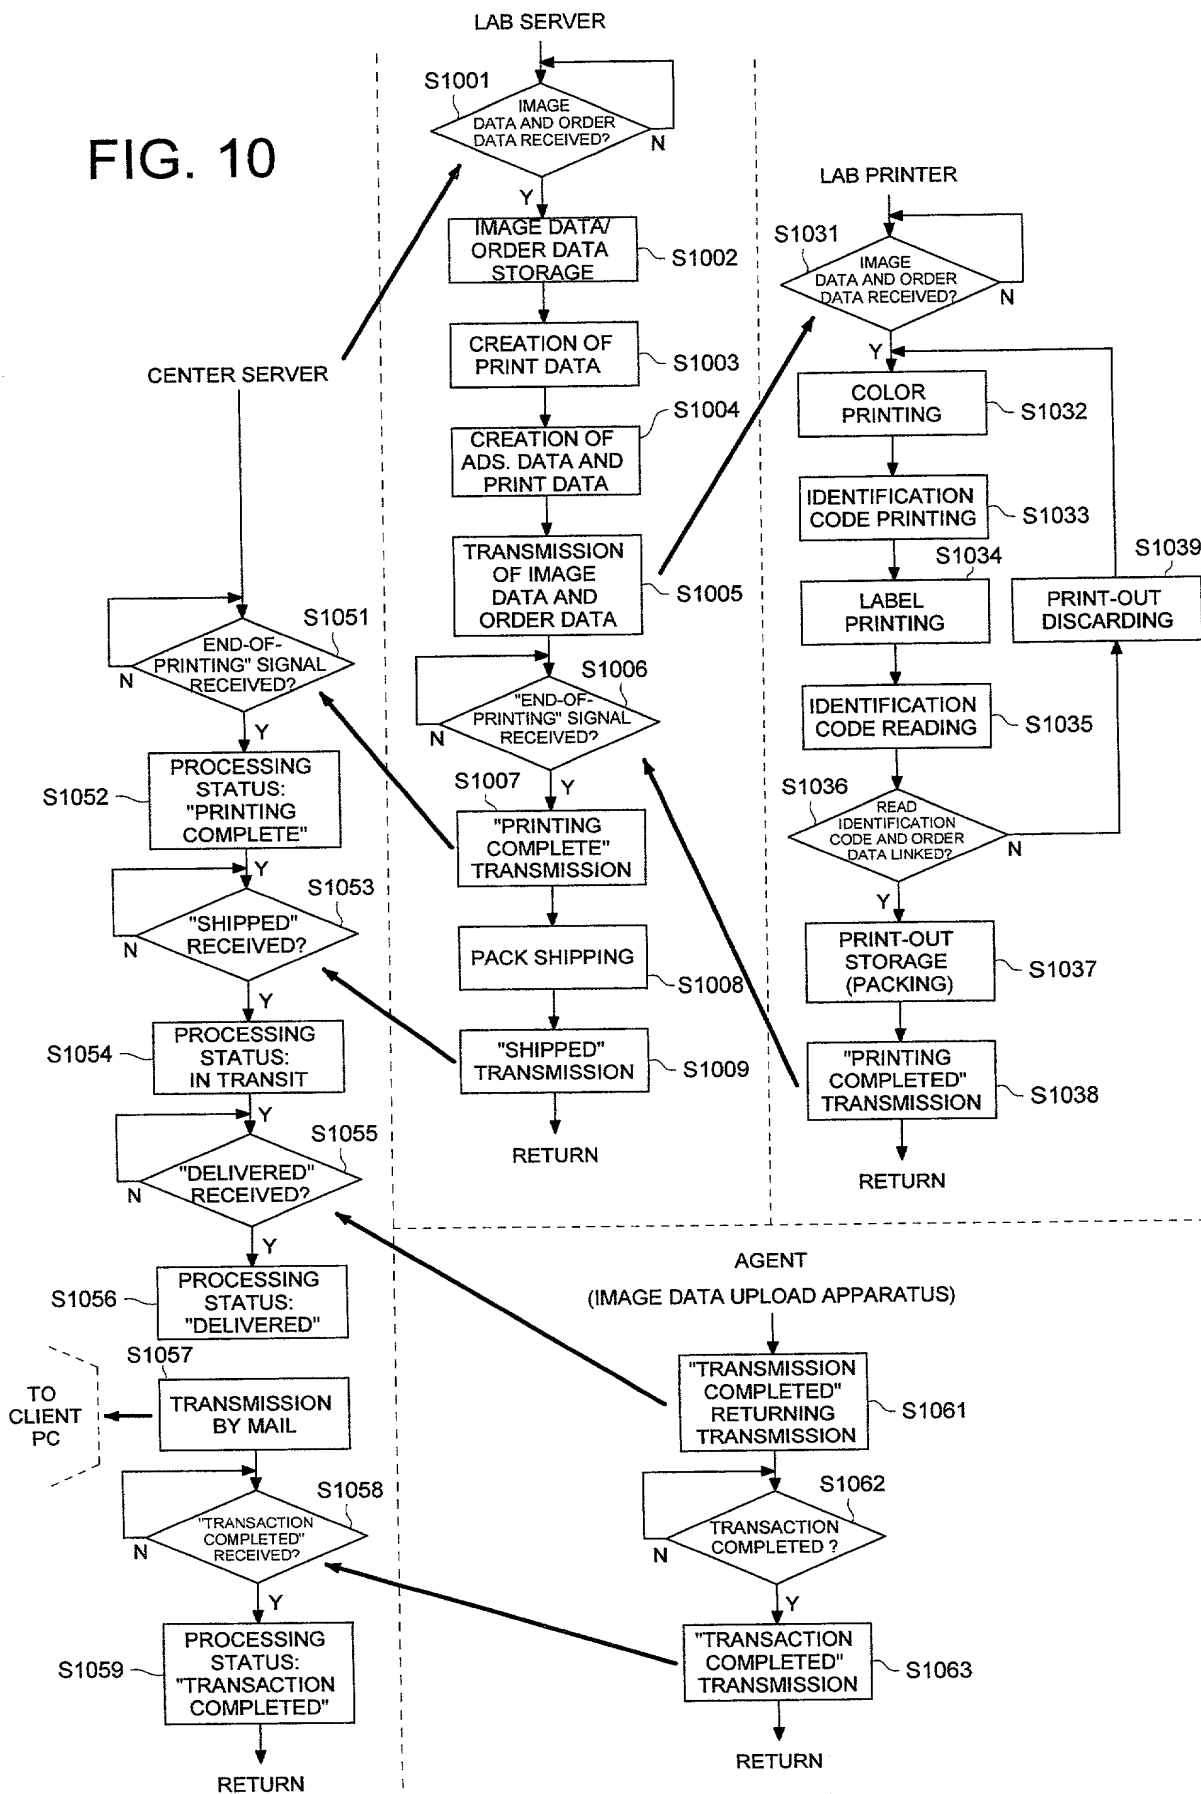 FIG. 10
LAB SERVER
S1001
IMAGE
DATA AND ORDER
DATA RECEIVED?
N
Y
IMAGE DATA/
ORDER DATA
STORAGE
S1002
CREATION OF
PRINT DATA
S1003
S1004
CREATION OF
ADS. DATA AND
PRINT DATA
TRANSMISSION
OF IMAGE
DATA AND
ORDER DATA
S1005
S1006
"END-OF-
PRINTING" SIGNAL
RECEIVED?
N
Y
S1007
"PRINTING
COMPLETE"
TRANSMISSION
PACK SHIPPING
S1008
"SHIPPED"
TRANSMISSION
S1009
RETURN
LAB PRINTER
S1031
IMAGE
DATA AND ORDER
DATA RECEIVED?
N
Y
COLOR
PRINTING
S1032
IDENTIFICATION
CODE PRINTING
S1033
S1034
LABEL
PRINTING
S1039
PRINT-OUT
DISCARDING
IDENTIFICATION
CODE READING
S1035
S1036
READ
IDENTIFICATION
CODE AND ORDER
DATA LINKED?
N
Y
PRINT-OUT
STORAGE
(PACKING)
S1037
"PRINTING
COMPLETED"
TRANSMISSION
S1038
RETURN
CENTER SERVER
S1051
END-OF-
PRINTING" SIGNAL
RECEIVED?
N
Y
S1052
PROCESSING
STATUS:
"PRINTING
COMPLETE"
Y
S1053
"SHIPPED"
RECEIVED?
N
Y
S1054
PROCESSING
STATUS:
IN TRANSIT
Y
S1055
"DELIVERED"
RECEIVED?
N
Y
S1056
PROCESSING
STATUS:
"DELIVERED"
S1057
TRANSMISSION
BY MAIL
TO
CLIENT
PC
S1058
"TRANSACTION
COMPLETED"
RECEIVED?
N
Y
S1059
PROCESSING
STATUS:
"TRANSACTION
COMPLETED"
RETURN
AGENT
(IMAGE DATA UPLOAD APPARATUS)
"TRANSMISSION
COMPLETED"
RETURNING
TRANSMISSION
S1061
S1062
TRANSACTION
COMPLETED ?
N
Y
"TRANSACTION
COMPLETED"
TRANSMISSION
S1063
RETURN